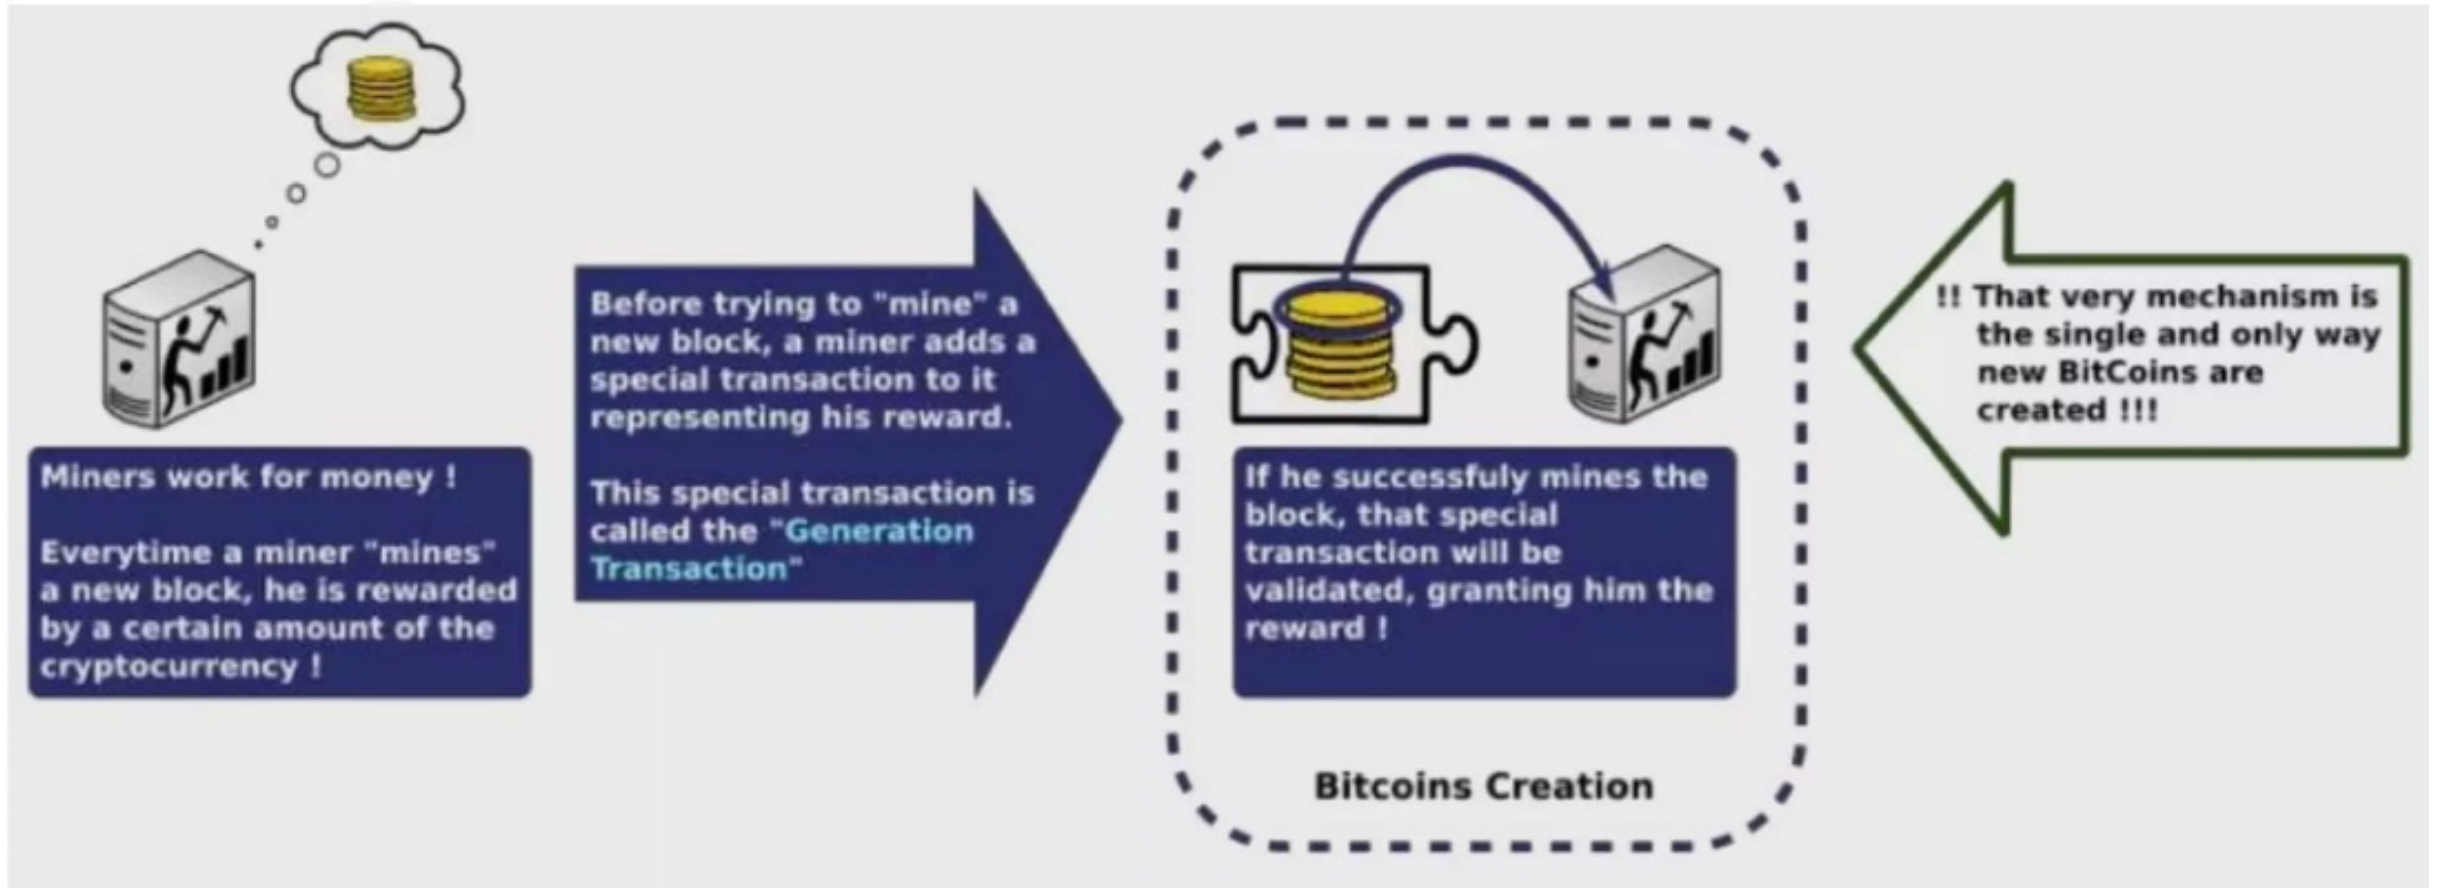 Miners work for money !
Everytime a miner "mines"
a new block, he is rewarded
by a certain amount of the
cryptocurrency !
Before trying to "mine" a
new block, a miner adds a
special transaction to it
representing his reward.
This special transaction is
called the "Generation
Transaction"
If he successfuly mines the
block, that special
transaction will be
validated, granting him the
reward !
Bitcoins Creation
!! That very mechanism is
the single and only way
new BitCoins are
created !!!